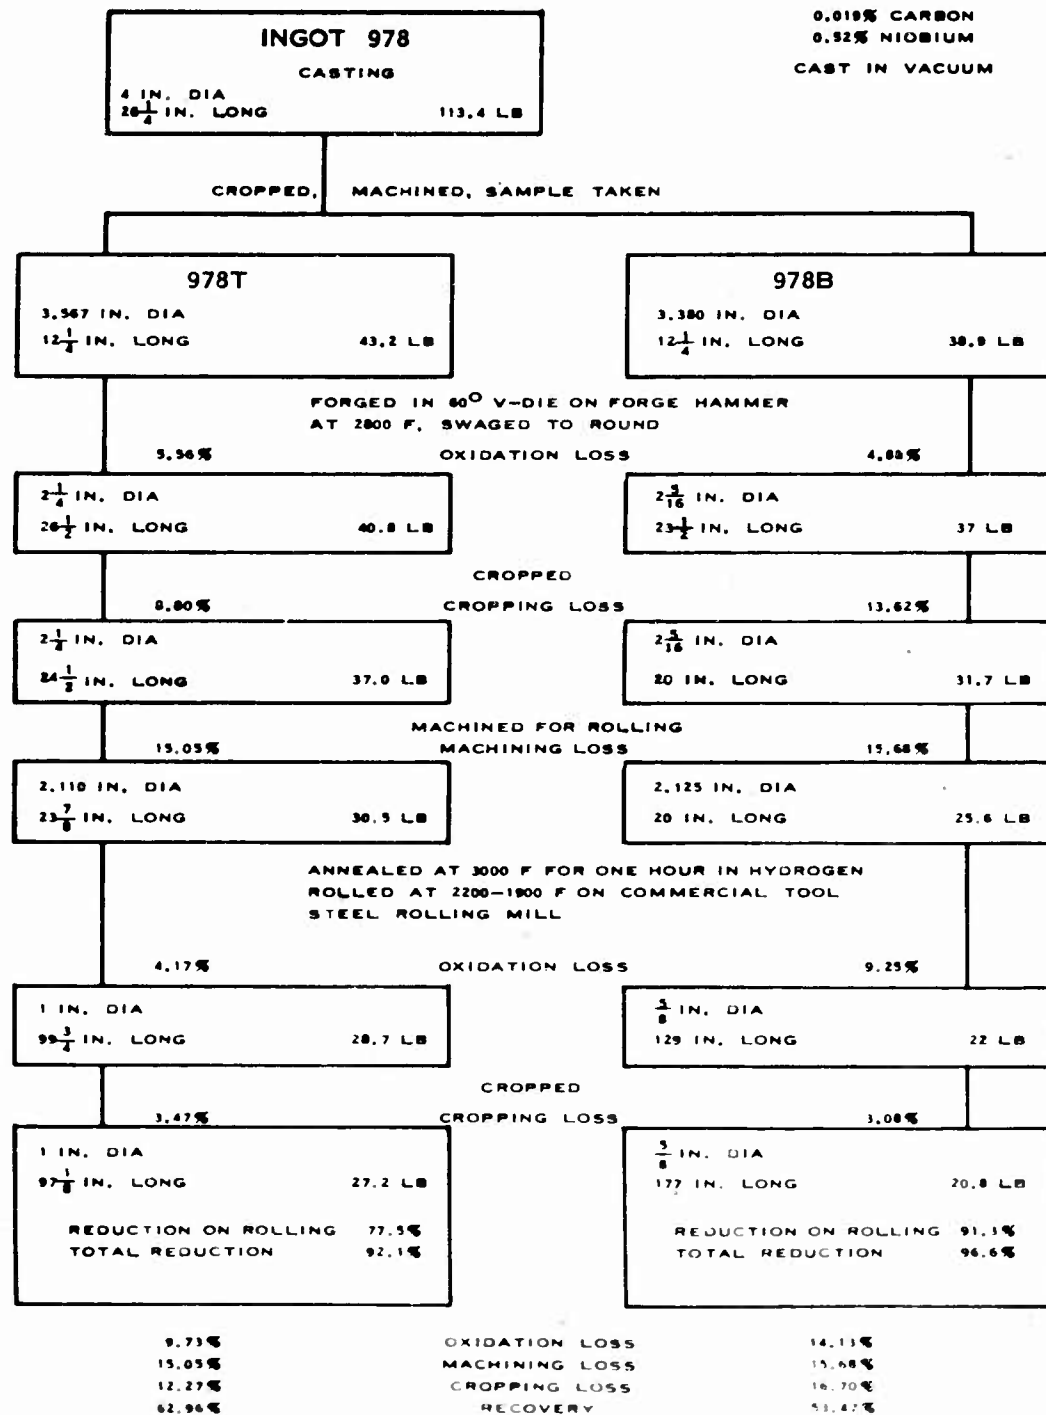 0.019% CARBON
0.52% NIOBIUM
CAST IN VACUUM
INGOT 978
CASTING
4 IN. DIA
26 1/4 IN. LONG 113.4 LB
CROPPED, MACHINED, SAMPLE TAKEN
978T 978B
3.567 IN. DIA 3.380 IN. DIA
12 1/4 IN. LONG 43.2 LB 12 1/4 IN. LONG 38.9 LB
FORGED IN 60° V-DIE ON FORGE HAMMER
AT 2800 F, SWAGED TO ROUND
5.56% OXIDATION LOSS 4.88%
2 1/4 IN. DIA 2 5/16 IN. DIA
26 1/2 IN. LONG 40.8 LB 23 1/2 IN. LONG 37 LB
CROPPED
8.80% CROPPING LOSS 13.62%
2 1/4 IN. DIA 2 5/16 IN. DIA
24 1/2 IN. LONG 37.0 LB 20 IN. LONG 31.7 LB
MACHINED FOR ROLLING
15.05% MACHINING LOSS 15.68%
2.110 IN. DIA 2.125 IN. DIA
23 7/8 IN. LONG 30.5 LB 20 IN. LONG 25.6 LB
ANNEALED AT 3000 F FOR ONE HOUR IN HYDROGEN
ROLLED AT 2200-1900 F ON COMMERCIAL TOOL
STEEL ROLLING MILL
4.17% OXIDATION LOSS 9.25%
1 IN. DIA 5/8 IN. DIA
99 3/4 IN. LONG 28.7 LB 129 IN. LONG 22 LB
CROPPED
3.47% CROPPING LOSS 3.08%
1 IN. DIA 5/8 IN. DIA
97 1/8 IN. LONG 27.2 LB 177 IN. LONG 20.8 LB
REDUCTION ON ROLLING 77.5% REDUCTION ON ROLLING 91.3%
TOTAL REDUCTION 92.1% TOTAL REDUCTION 96.6%
9.73% OXIDATION LOSS 14.13%
15.05% MACHINING LOSS 15.68%
12.27% CROPPING LOSS 16.70%
62.96% RECOVERY 53.47%